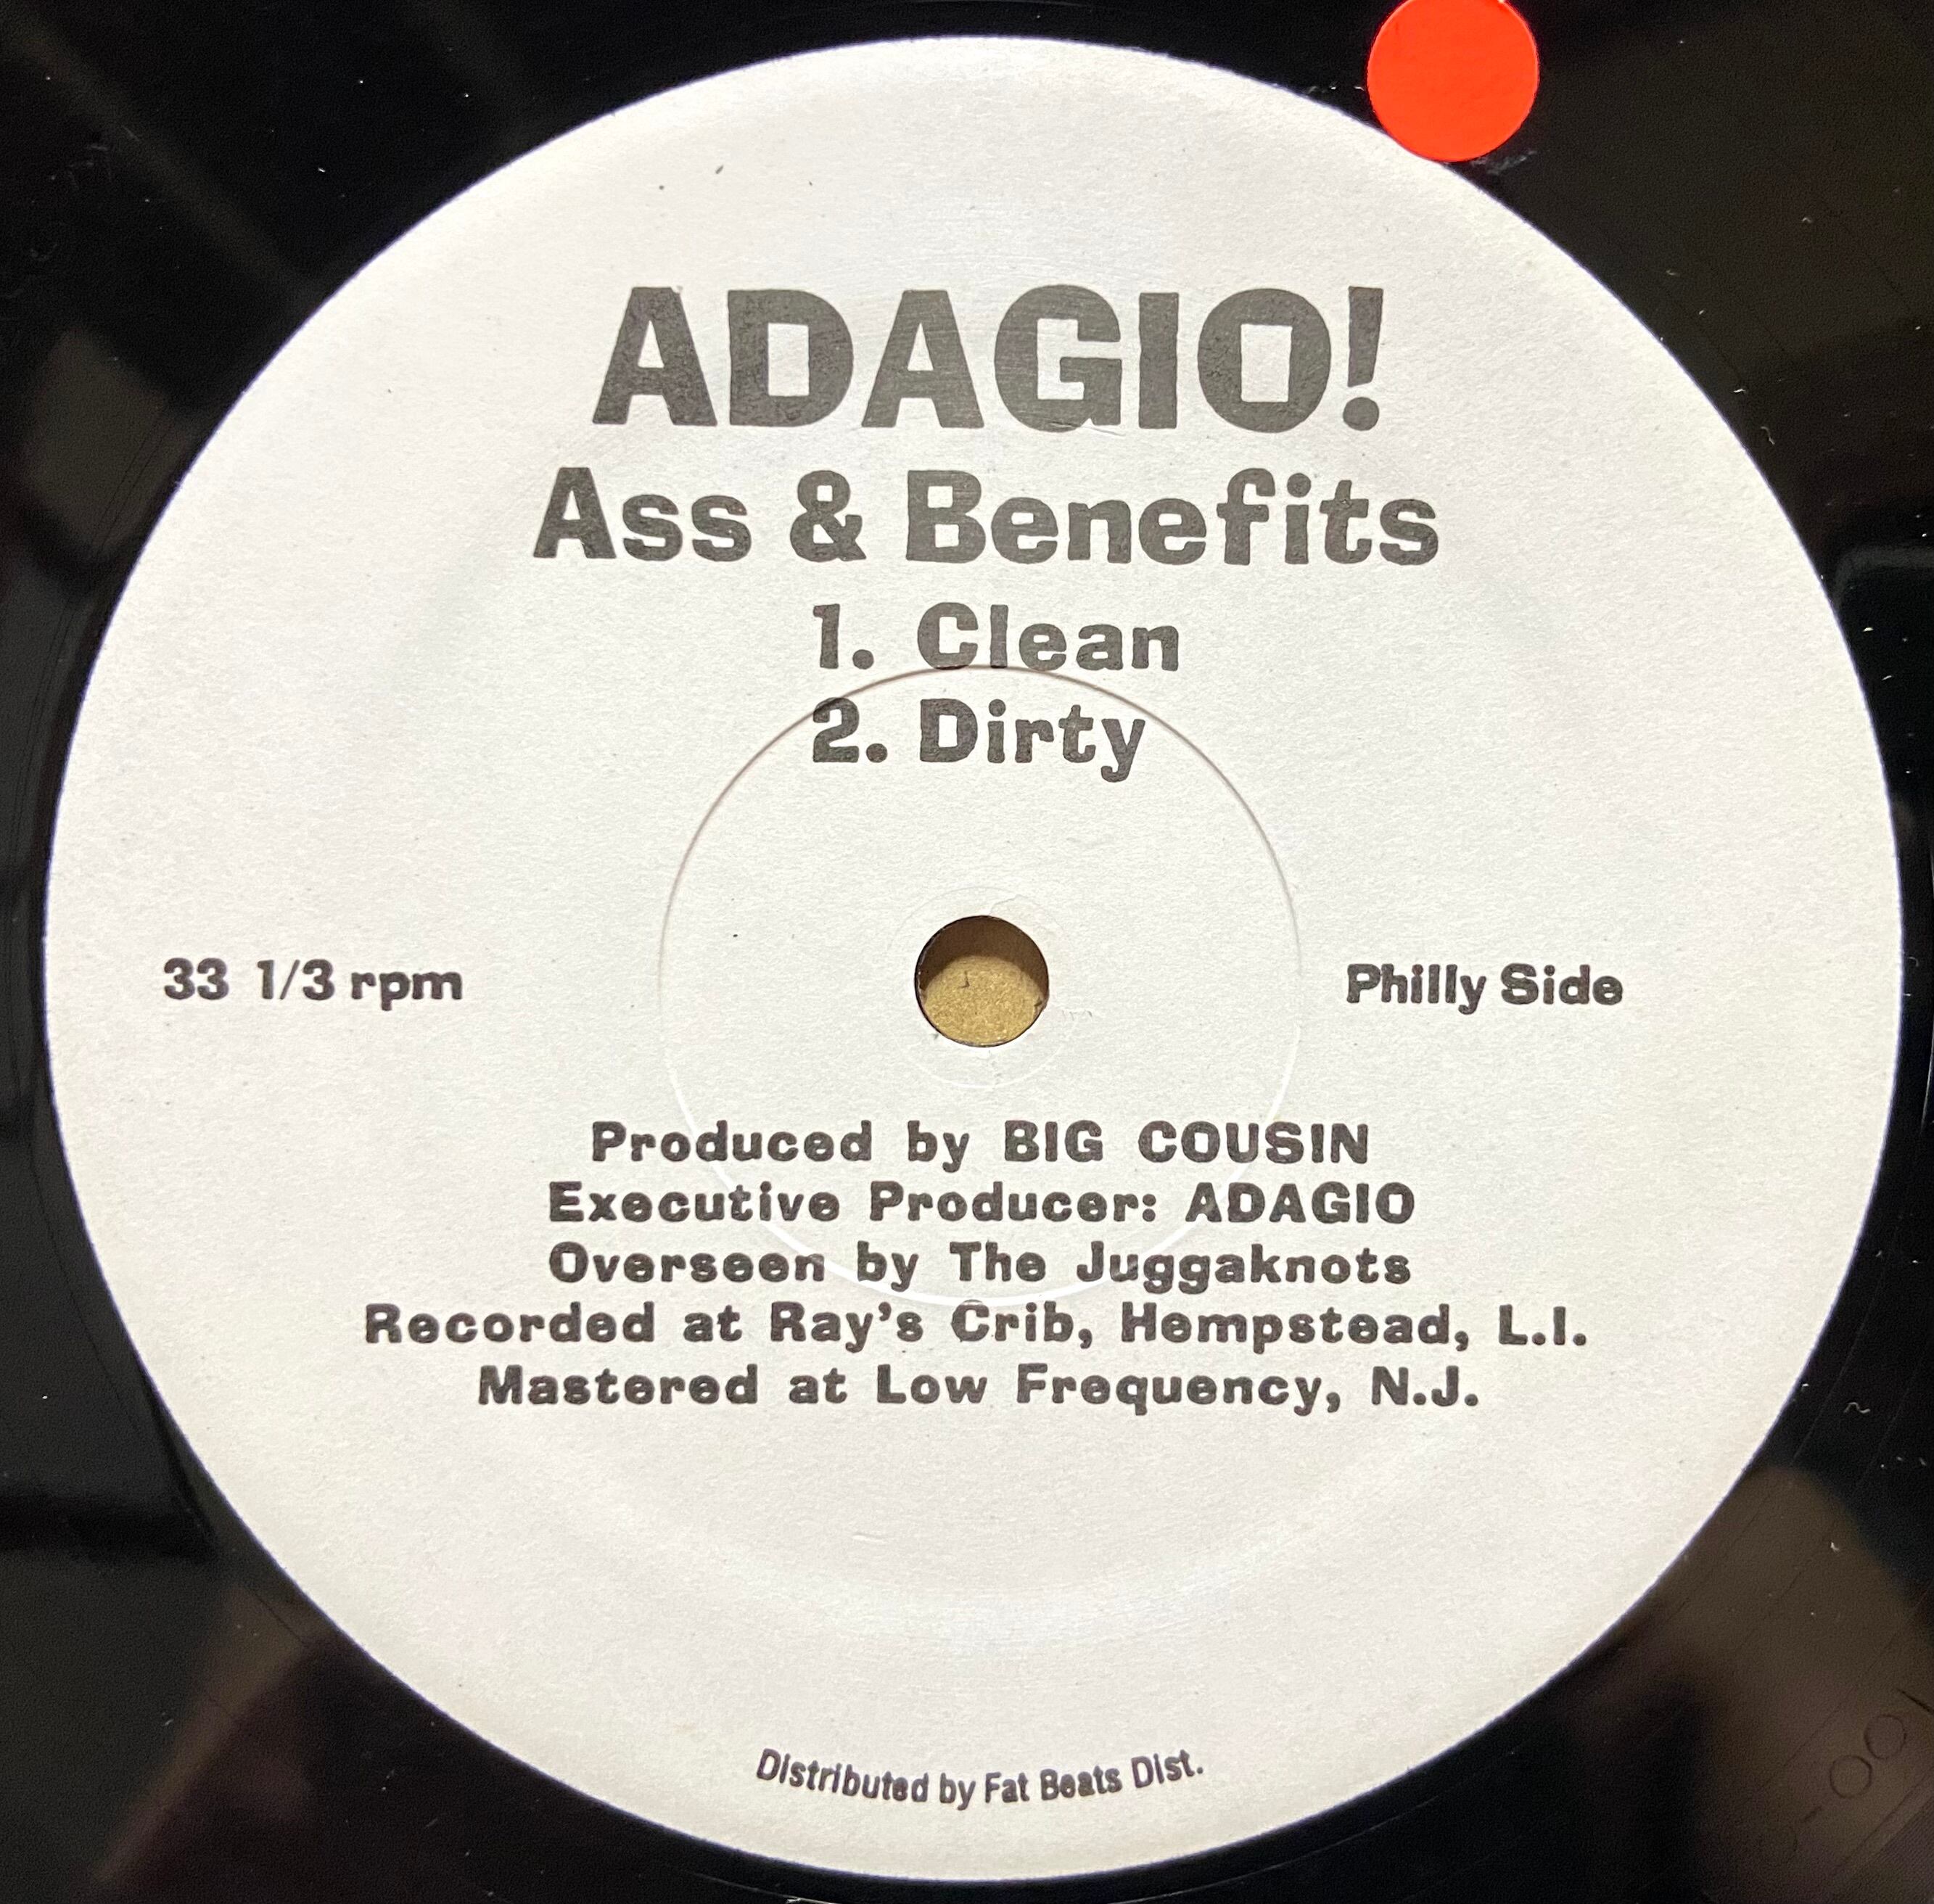 ADAGIO!
Ass & Benefits
1. Clean
2. Dirty
33 1/3 rpm
Philly Side
Produced by BIG COUSIN
Executive Producer: ADAGIO
Overseen by The Juggaknots
Recorded at Ray's Crib, Hempstead, L.I.
Mastered at Low Frequency, N.J.
Distributed by Fat Beats Dist.